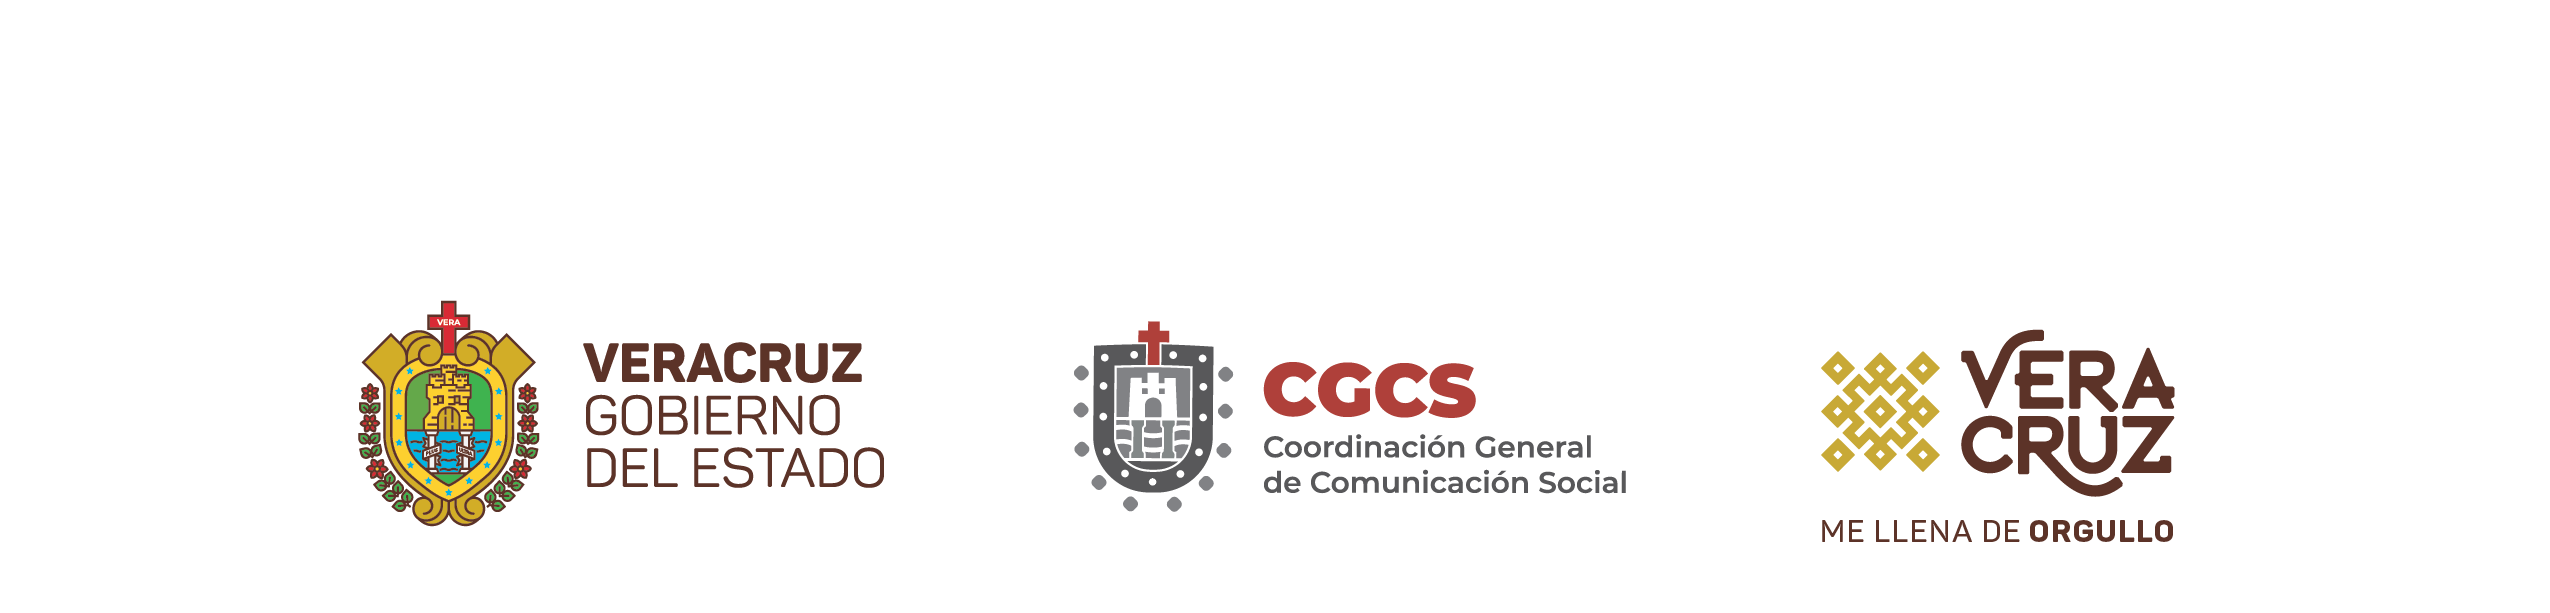 VERA
VERACRUZ
GOBIERNO
DEL ESTADO
CGCS
Coordinación General
de Comunicación Social
VERA
CRUZ
ME LLENA DE ORGULLO